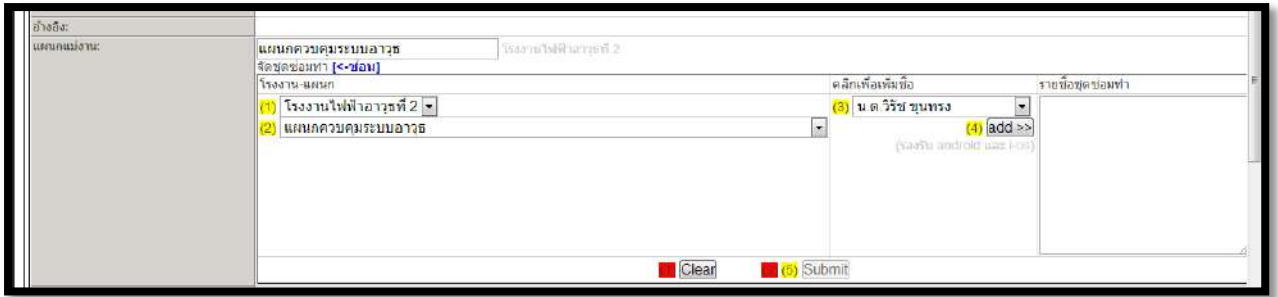 อ้างอิง:
แผนกแม่งาน:
แผนกควบคุมระบบอาวุธ โรงงานไฟฟ้าอาวุธที่ 2
จัดชุดซ่อมทำ [<-ซ่อน]
โรงงาน-แผนก คลิกเพื่อเพิ่มชื่อ รายชื่อชุดซ่อมทำ
(1) โรงงานไฟฟ้าอาวุธที่ 2 (3) น.ต.วิรัช ขุนทรง
(2) แผนกควบคุมระบบอาวุธ (4) add >>
(รองรับ android และ i-os)
Clear (5) Submit